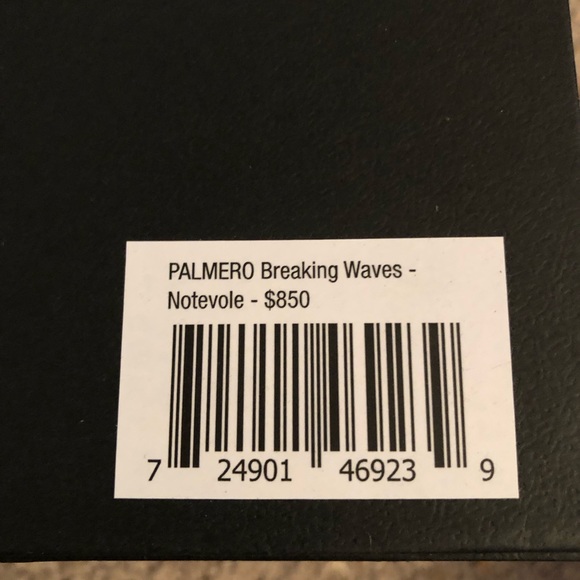 PALMERO Breaking Waves -
Notevole - $850
7 24901 46923 9